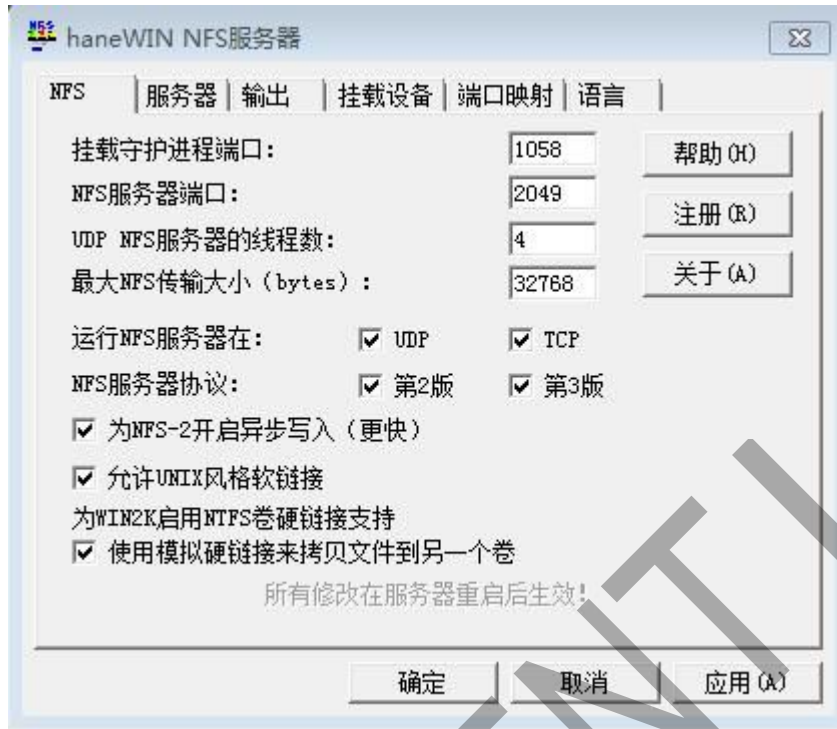 haneWIN NFS服务器
NFS 服务器 输出 挂载设备 端口映射 语言
挂载守护进程端口: 1058 帮助(H)
NFS服务器端口: 2049
注册(R)
UDP NFS服务器的线程数: 4
最大NFS传输大小（bytes）: 32768 关于(A)
运行NFS服务器在: UDP TCP
NFS服务器协议: 第2版 第3版
为NFS-2开启异步写入（更快）
允许UNIX风格软链接
为WIN2K启用NTFS卷硬链接支持
使用模拟硬链接来拷贝文件到另一个卷
所有修改在服务器重启后生效!
确定 取消 应用(A)